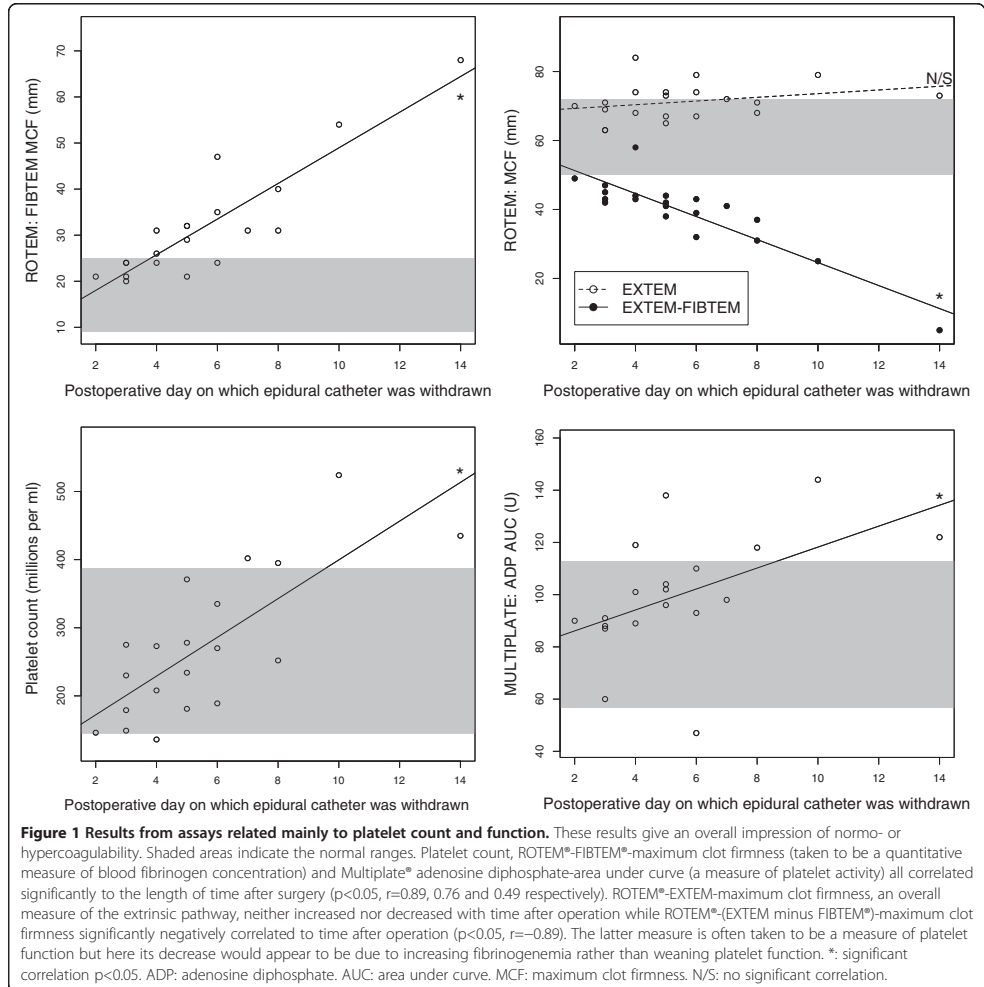 ROTEM: FIBTEM MCF (mm)
70
60
50
40
30
20
10
*
2 4 6 8 10 12 14
Postoperative day on which epidural catheter was withdrawn
ROTEM: MCF (mm)
80
60
40
20
N/S
*
EXTEM
EXTEM-FIBTEM
2 4 6 8 10 12 14
Postoperative day on which epidural catheter was withdrawn
Platelet count (millions per ml)
500
400
300
200
*
2 4 6 8 10 12 14
Postoperative day on which epidural catheter was withdrawn
MULTIPLATE: ADP AUC (U)
160
140
120
100
80
60
40
*
2 4 6 8 10 12 14
Postoperative day on which epidural catheter was withdrawn
Figure 1 Results from assays related mainly to platelet count and function. These results give an overall impression of normo- or
hypercoagulability. Shaded areas indicate the normal ranges. Platelet count, ROTEM®-FIBTEM®-maximum clot firmness (taken to be a quantitative
measure of blood fibrinogen concentration) and Multiplate® adenosine diphosphate-area under curve (a measure of platelet activity) all correlated
significantly to the length of time after surgery (p<0.05, r=0.89, 0.76 and 0.49 respectively). ROTEM®-EXTEM-maximum clot firmness, an overall
measure of the extrinsic pathway, neither increased nor decreased with time after operation while ROTEM®-(EXTEM minus FIBTEM®)-maximum clot
firmness significantly negatively correlated to time after operation (p<0.05, r=−0.89). The latter measure is often taken to be a measure of platelet
function but here its decrease would appear to be due to increasing fibrinogenemia rather than weaning platelet function. *: significant
correlation p<0.05. ADP: adenosine diphosphate. AUC: area under curve. MCF: maximum clot firmness. N/S: no significant correlation.